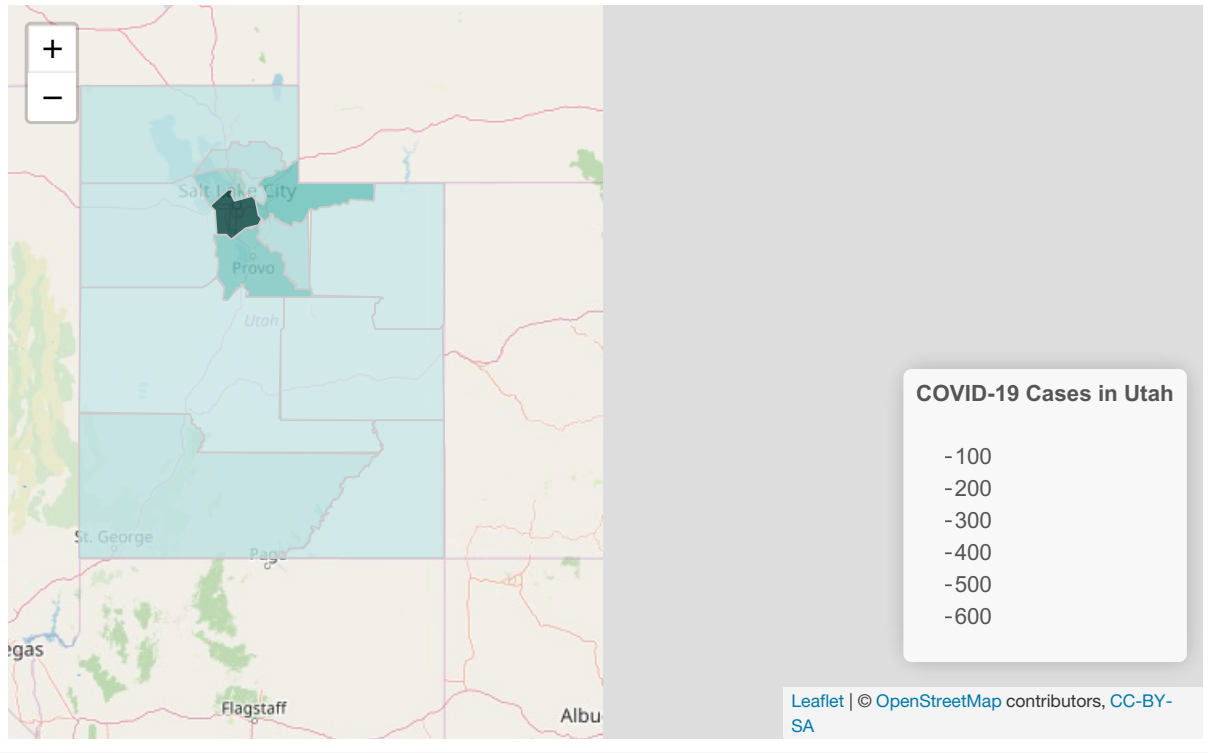 +
−
Salt Lake City
Provo
Utah
St. George
Page
egas
Flagstaff
Albu
COVID-19 Cases in Utah
-100
-200
-300
-400
-500
-600
Leaflet | © OpenStreetMap contributors, CC-BY-
SA